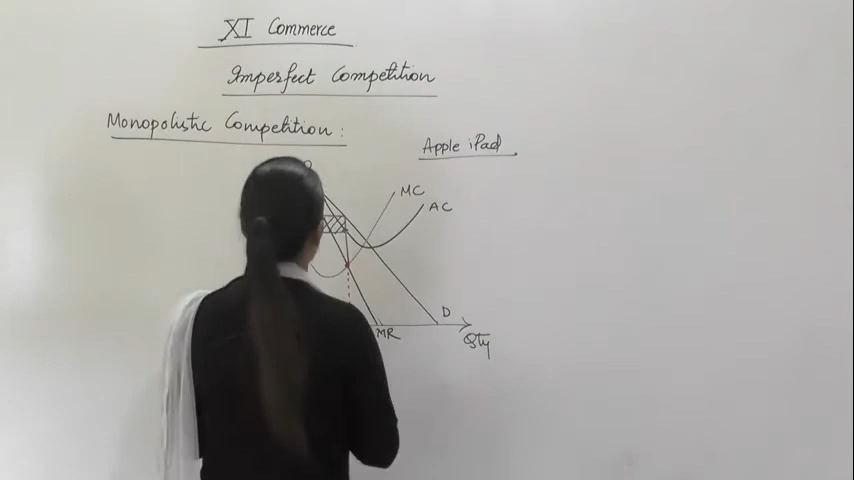 XI Commerce
Imperfect Competition
Monopolistic Competition :
Apple iPad
MC
AC
D
MR
Qty